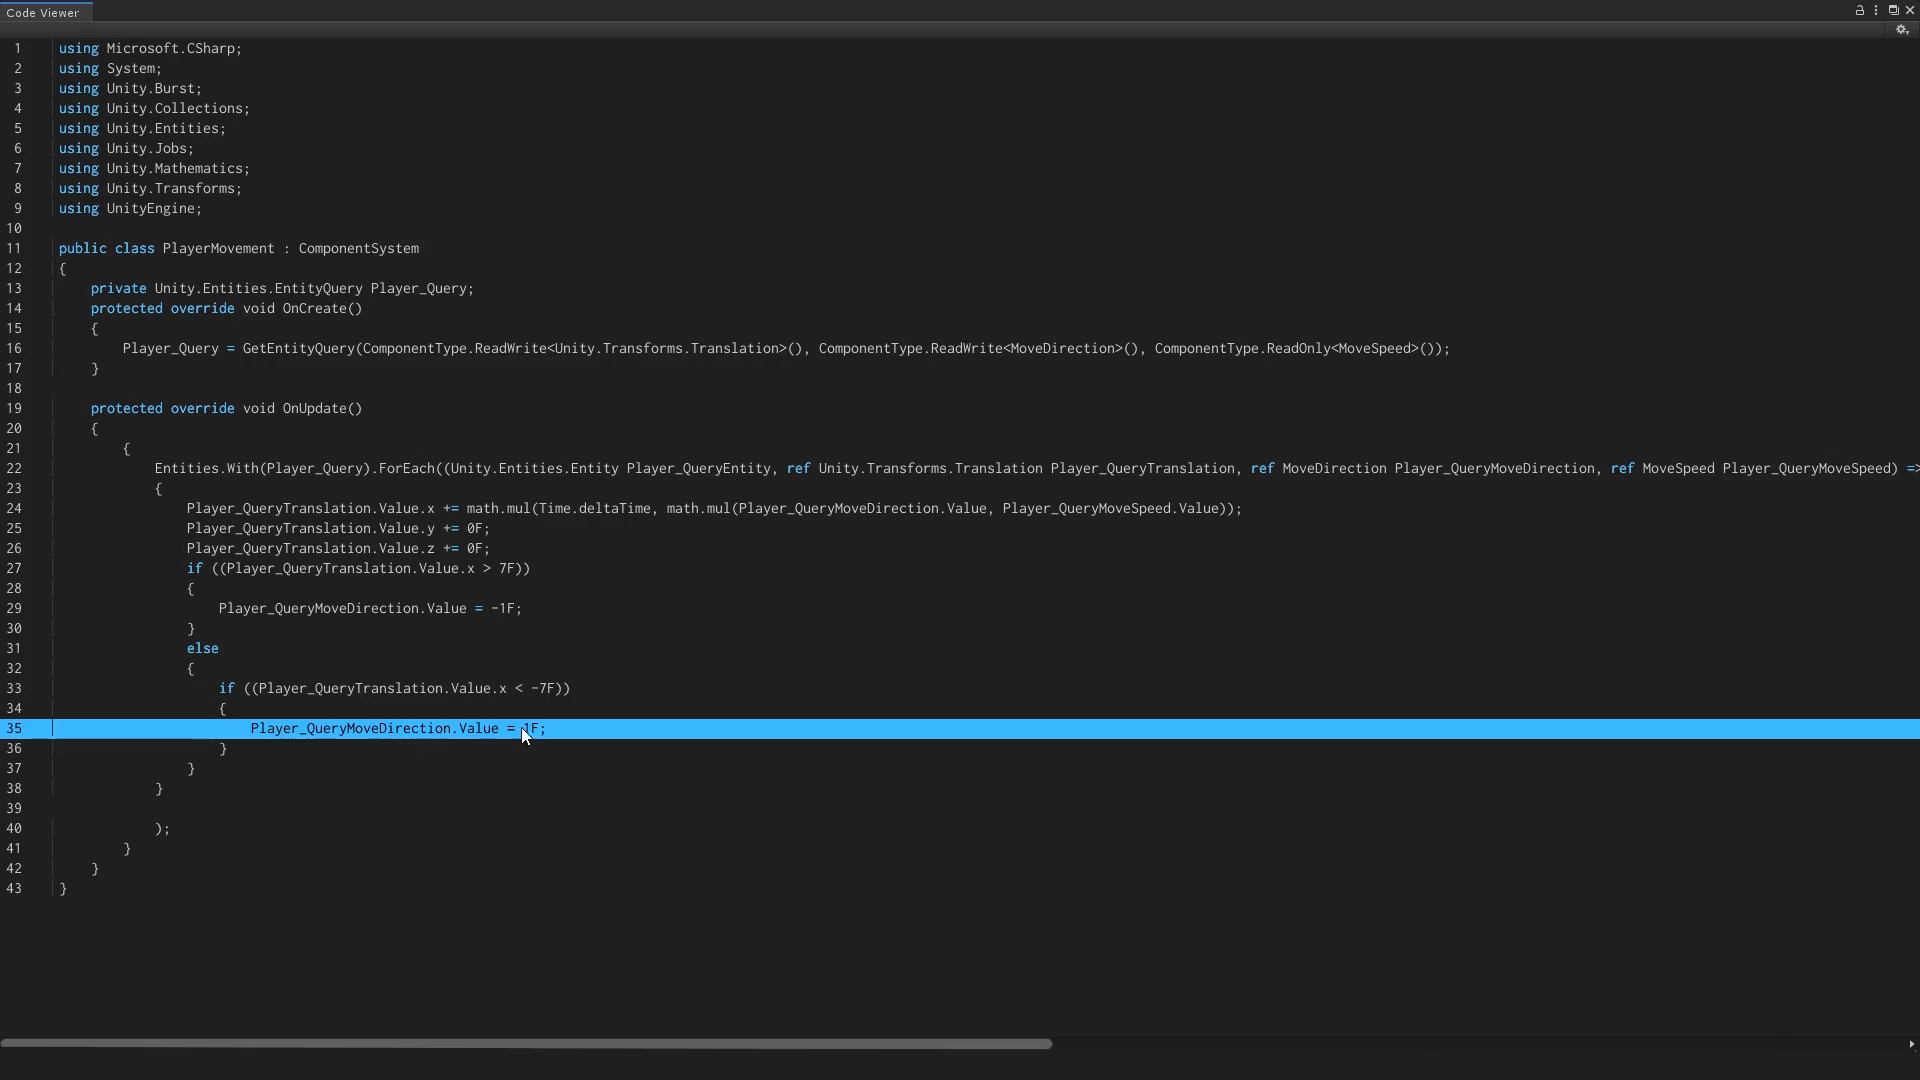 Code Viewer
1 using Microsoft.CSharp;
2 using System;
3 using Unity.Burst;
4 using Unity.Collections;
5 using Unity.Entities;
6 using Unity.Jobs;
7 using Unity.Mathematics;
8 using Unity.Transforms;
9 using UnityEngine;
10
11 public class PlayerMovement : ComponentSystem
12 {
13     private Unity.Entities.EntityQuery Player_Query;
14     protected override void OnCreate()
15     {
16         Player_Query = GetEntityQuery(ComponentType.ReadWrite<Unity.Transforms.Translation>(), ComponentType.ReadWrite<MoveDirection>(), ComponentType.ReadOnly<MoveSpeed>());
17     }
18
19     protected override void OnUpdate()
20     {
21         {
22             Entities.With(Player_Query).ForEach((Unity.Entities.Entity Player_QueryEntity, ref Unity.Transforms.Translation Player_QueryTranslation, ref MoveDirection Player_QueryMoveDirection, ref MoveSpeed Player_QueryMoveSpeed) =>
23             {
24                 Player_QueryTranslation.Value.x += math.mul(Time.deltaTime, math.mul(Player_QueryMoveDirection.Value, Player_QueryMoveSpeed.Value));
25                 Player_QueryTranslation.Value.y += 0F;
26                 Player_QueryTranslation.Value.z += 0F;
27                 if ((Player_QueryTranslation.Value.x > 7F))
28                 {
29                     Player_QueryMoveDirection.Value = -1F;
30                 }
31                 else
32                 {
33                     if ((Player_QueryTranslation.Value.x < -7F))
34                     {
35                         Player_QueryMoveDirection.Value = 1F;
36                     }
37                 }
38             }
39
40             );
41         }
42     }
43 }